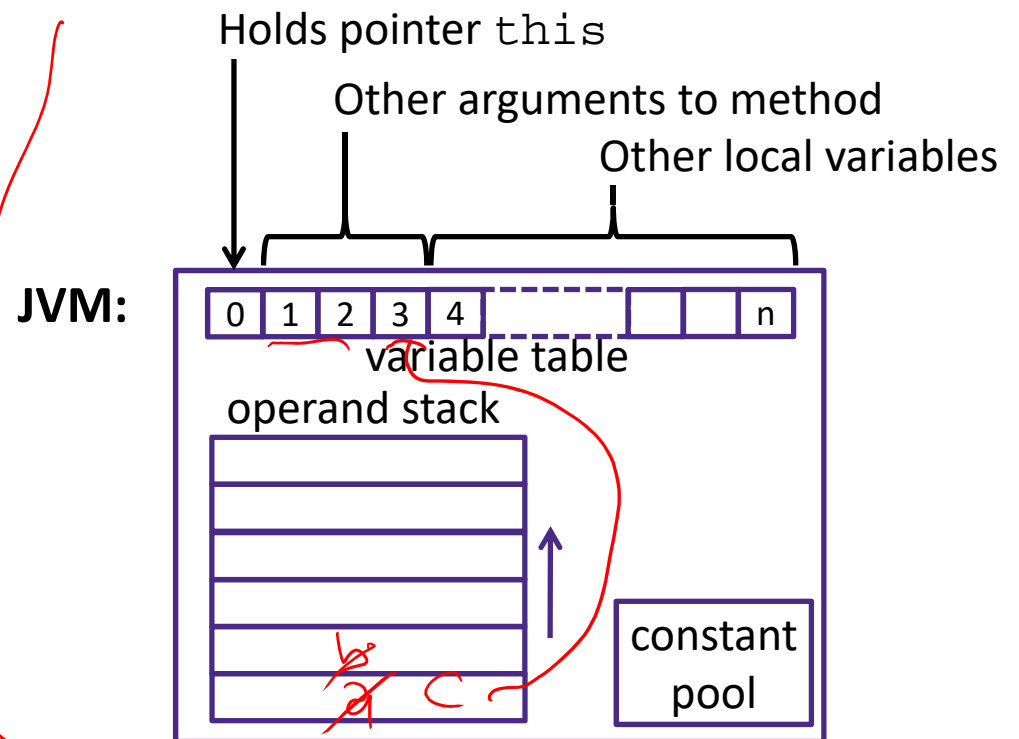 Holds pointer this
Other arguments to method
Other local variables
JVM:
0 1 2 3 4 n
variable table
operand stack
b
a C
constant
pool